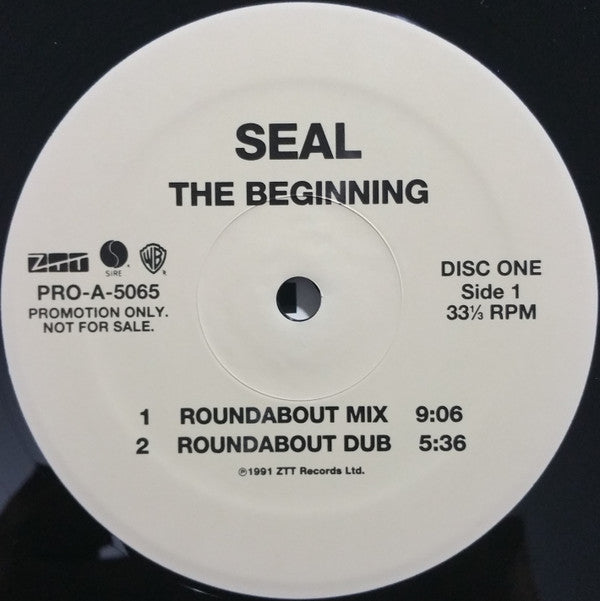 SEAL
THE BEGINNING
ZTT SIRE WB
PRO-A-5065
PROMOTION ONLY.
NOT FOR SALE.
DISC ONE
Side 1
33⅓ RPM
1 ROUNDABOUT MIX 9:06
2 ROUNDABOUT DUB 5:36
℗1991 ZTT Records Ltd.